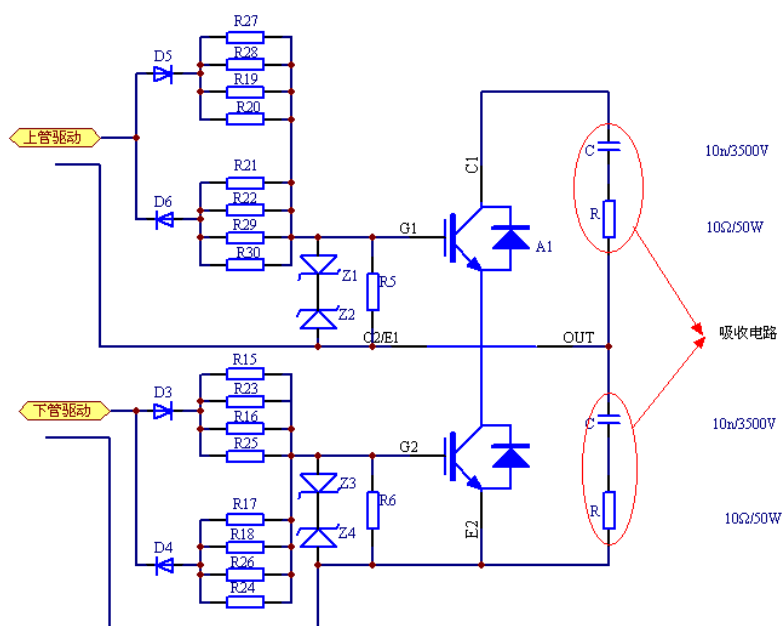 R27
D5
R28
R19
R20
上管驱动
C
10n/3500V
C1
R21
D6
R22
R29
R30
R
10Ω/50W
G1
A1
Z1
R5
Z2
C2/E1
OUT
吸收电路
R15
D3
R23
下管驱动
R16
R25
C
10n/3500V
G2
Z3
R6
R17
Z4
R18
D4
R26
R24
E2
R
10Ω/50W